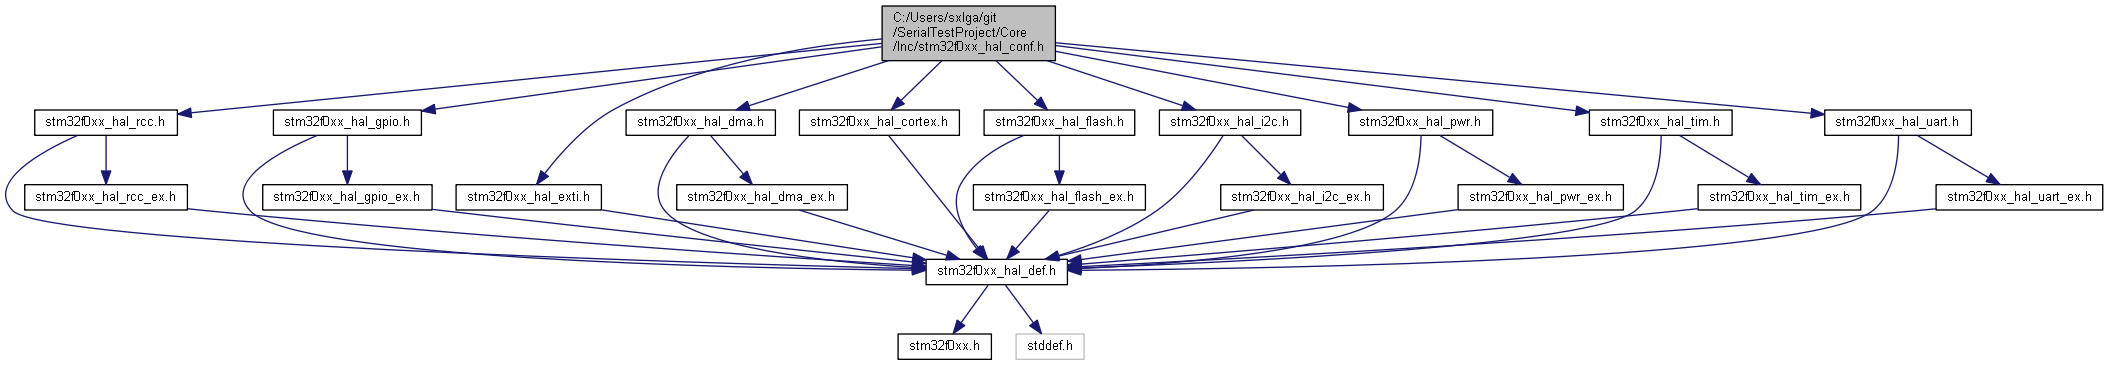 C:/Users/sxlga/git
/SerialTestProject/Core
/Inc/stm32f0xx_hal_conf.h
stm32f0xx_hal_rcc.h
stm32f0xx_hal_gpio.h
stm32f0xx_hal_dma.h
stm32f0xx_hal_cortex.h
stm32f0xx_hal_flash.h
stm32f0xx_hal_i2c.h
stm32f0xx_hal_pwr.h
stm32f0xx_hal_tim.h
stm32f0xx_hal_uart.h
stm32f0xx_hal_rcc_ex.h
stm32f0xx_hal_gpio_ex.h
stm32f0xx_hal_exti.h
stm32f0xx_hal_dma_ex.h
stm32f0xx_hal_flash_ex.h
stm32f0xx_hal_i2c_ex.h
stm32f0xx_hal_pwr_ex.h
stm32f0xx_hal_tim_ex.h
stm32f0xx_hal_uart_ex.h
stm32f0xx_hal_def.h
stm32f0xx.h
stddef.h